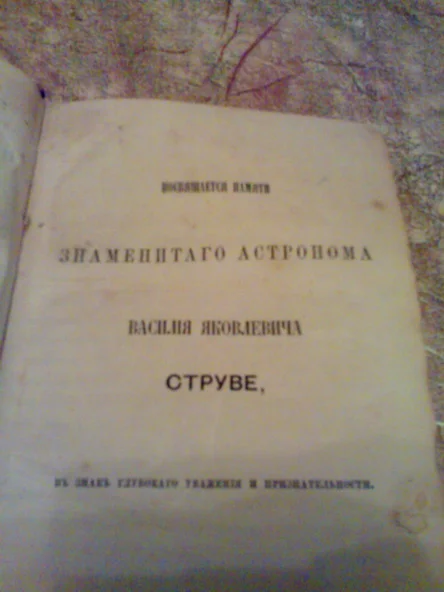 ПОСВЯЩАЕТСЯ ПАМЯТИ
ЗНАМЕНИТАГО АСТРОНОМА
ВАСИЛІЯ ЯКОВЛЕВИЧА
СТРУВЕ,
ВЪ ЗНАКЪ ГЛУБОКАГО УВАЖЕНІЯ И ПРИЗНАТЕЛЬНОСТИ.